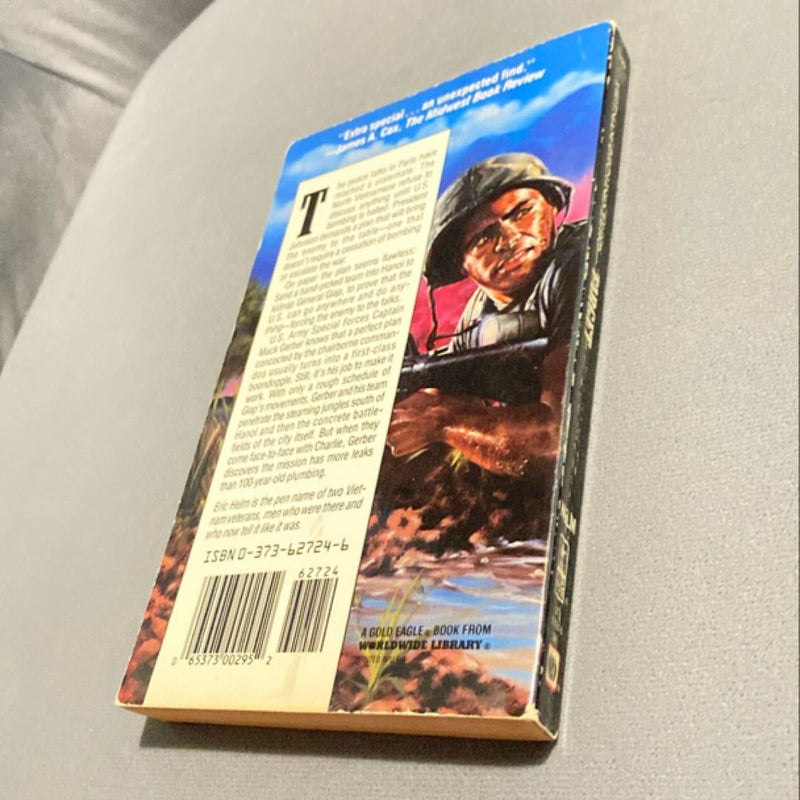 "Extra special . . . an unexpected find."
—James A. Cox, The Midwest Book Review
The peace talks in Paris have
reached a stalemate: The
North Vietnamese refuse to
discuss anything until U.S.
bombing is halted. President
Johnson demands a plan that will bring
the enemy to the table—one that
doesn't require a cessation of bombing
or escalate the war.
On paper the plan seems flawless:
Send a hand-picked team into Hanoi to
kidnap General Giap, to prove that the
U.S. can go anywhere and do any-
thing—forcing the enemy to the talks.
U.S. Army Special Forces Captain
Mack Gerber knows that a perfect plan
concocted by the chairborne comman-
dos usually turns into a first-class
boondoggle. Still, it's his job to make it
work. With only a rough schedule of
Giap's movements, Gerber and his team
penetrate the steaming jungles south of
Hanoi and then the concrete battle-
fields of the city itself. But when they
come face-to-face with Charlie, Gerber
discovers the mission has more leaks
than 100-year-old plumbing.
Eric Helm is the pen name of two Viet-
nam veterans, men who were there and
who now tell it like it was.
ISBN 0-373-62724-6
62724
0 65373 00295 2
A GOLD EAGLE® BOOK FROM
WORLDWIDE LIBRARY®
HELM